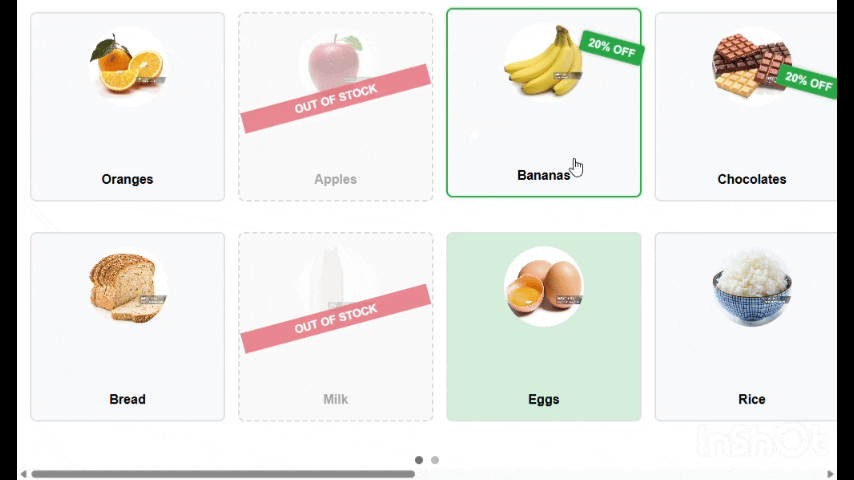 20% OFF
OUT OF STOCK
20% OFF
Oranges
Apples
Bananas
Chocolates
OUT OF STOCK
Bread
Milk
Eggs
Rice
InShOt